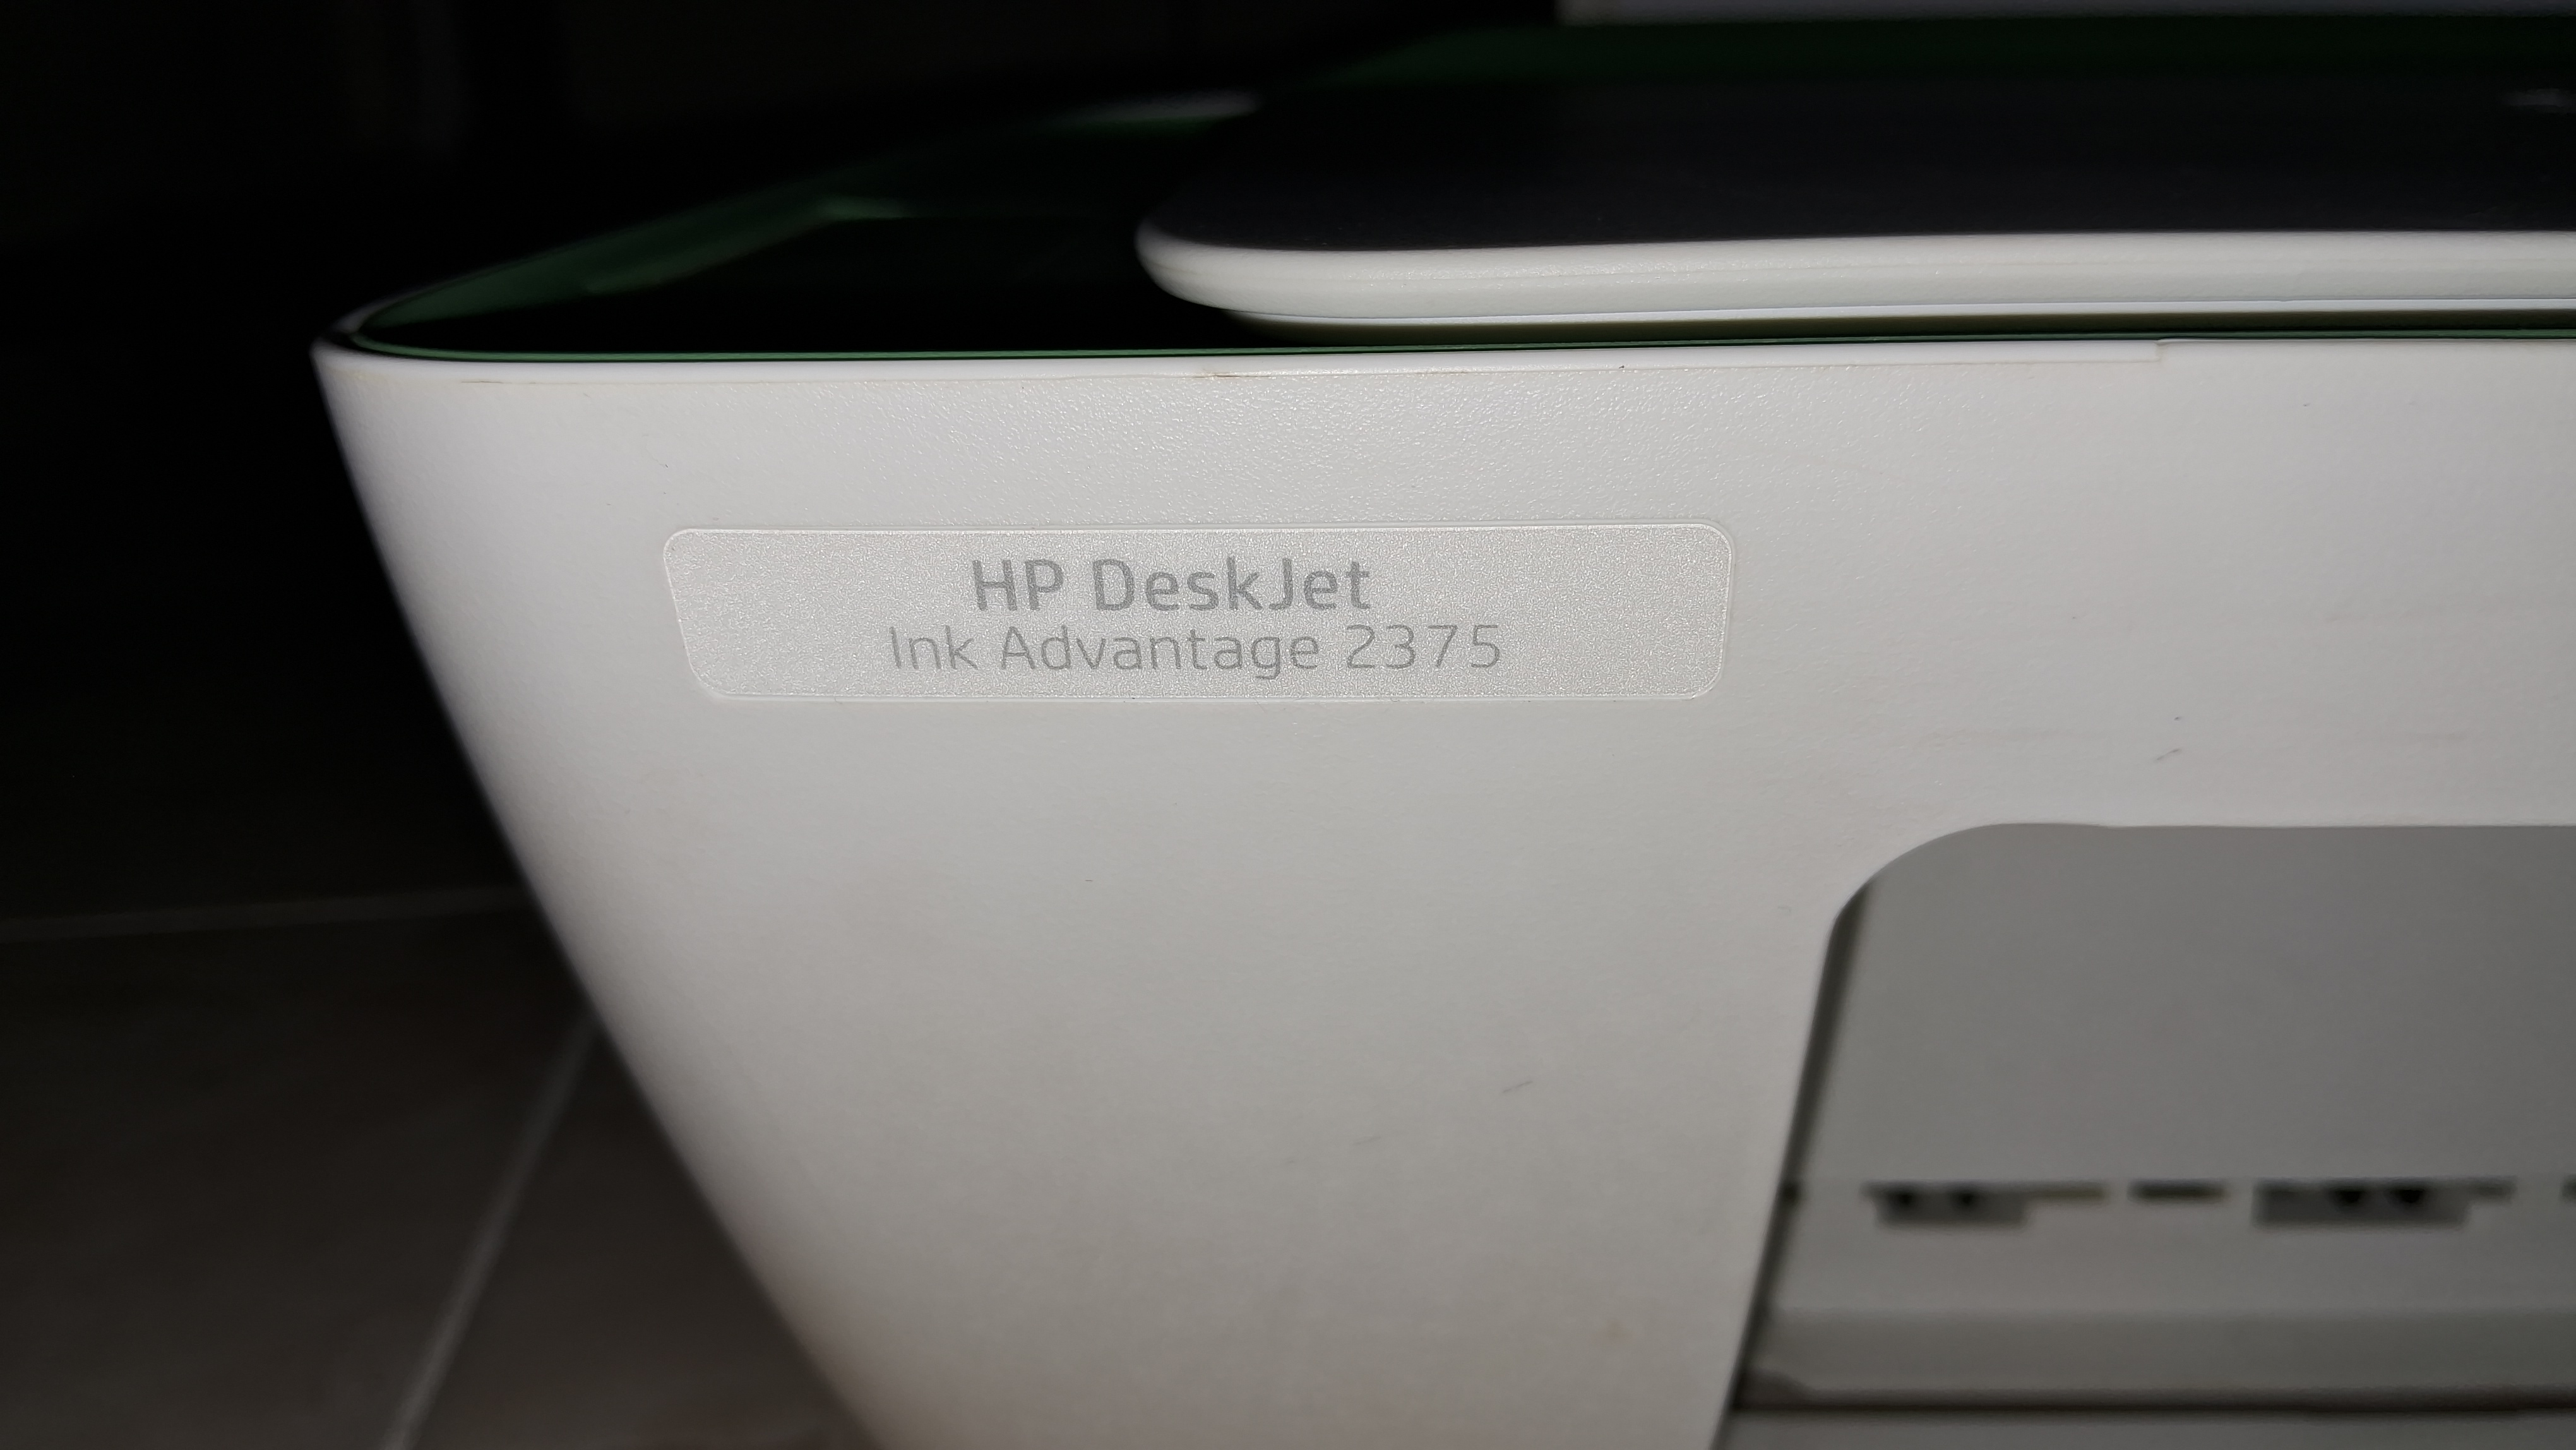 HP DeskJet
Ink Advantage 2375